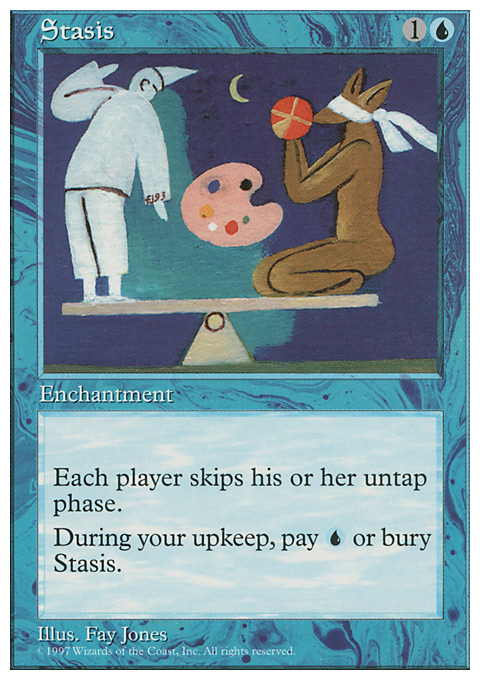 Stasis
1
FJ93
Enchantment
Each player skips his or her untap
phase.
During your upkeep, pay or bury
Stasis.
Illus. Fay Jones
©1997 Wizards of the Coast, Inc. All rights reserved.